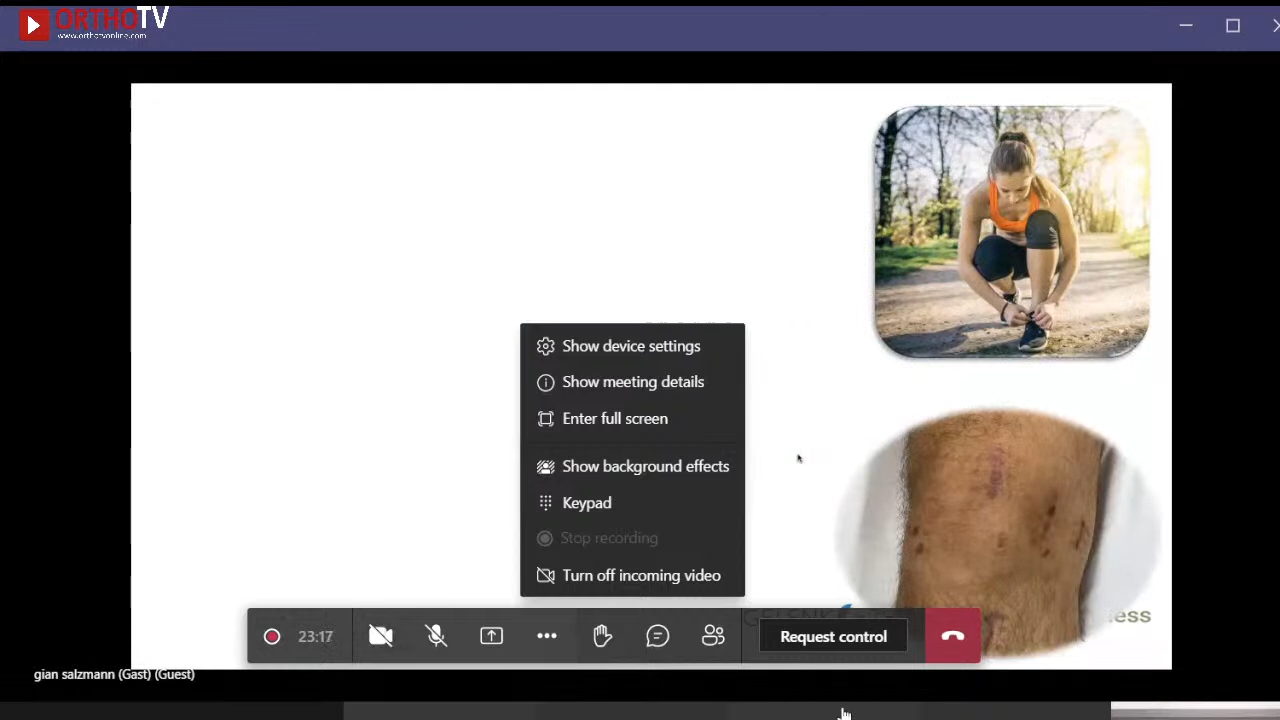 ORTHOTV
www.orthotvonline.com
Show device settings
Show meeting details
Enter full screen
Show background effects
Keypad
Stop recording
Turn off incoming video
23:17
Request control
gian salzmann (Gast) (Guest)